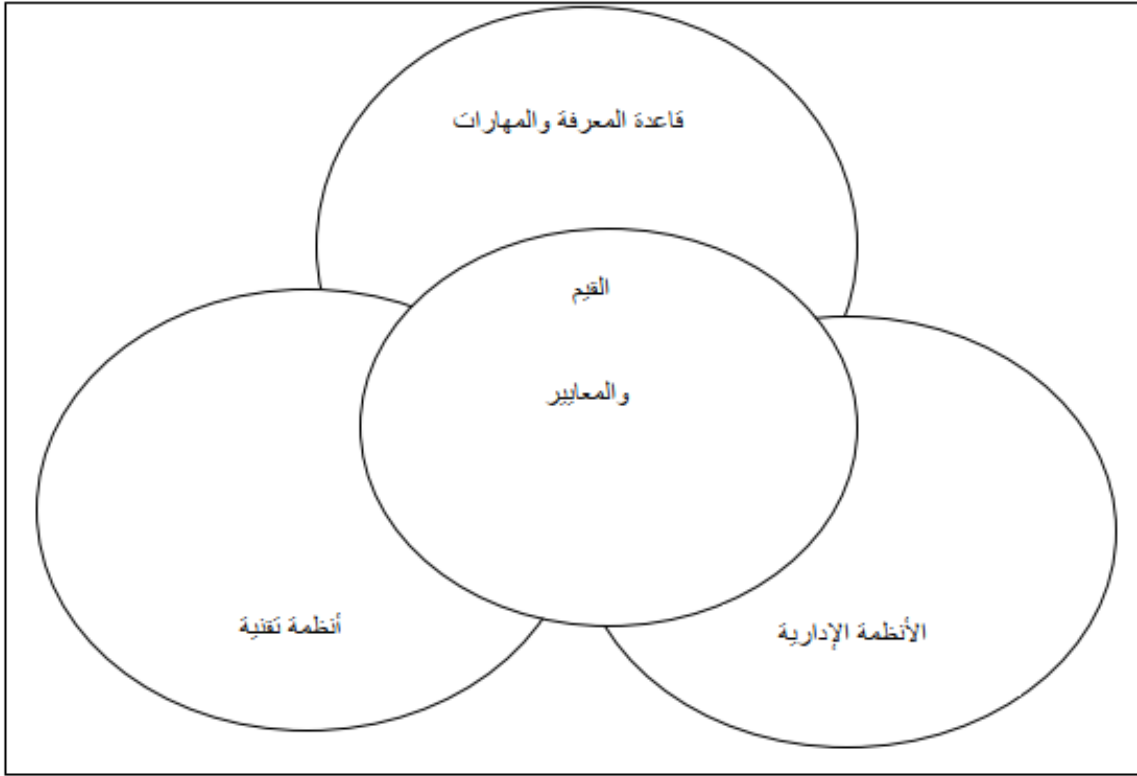 قاعدة المعرفة والمهارات
القيم
والمعايير
الأنظمة الإدارية
أنظمة تقنية